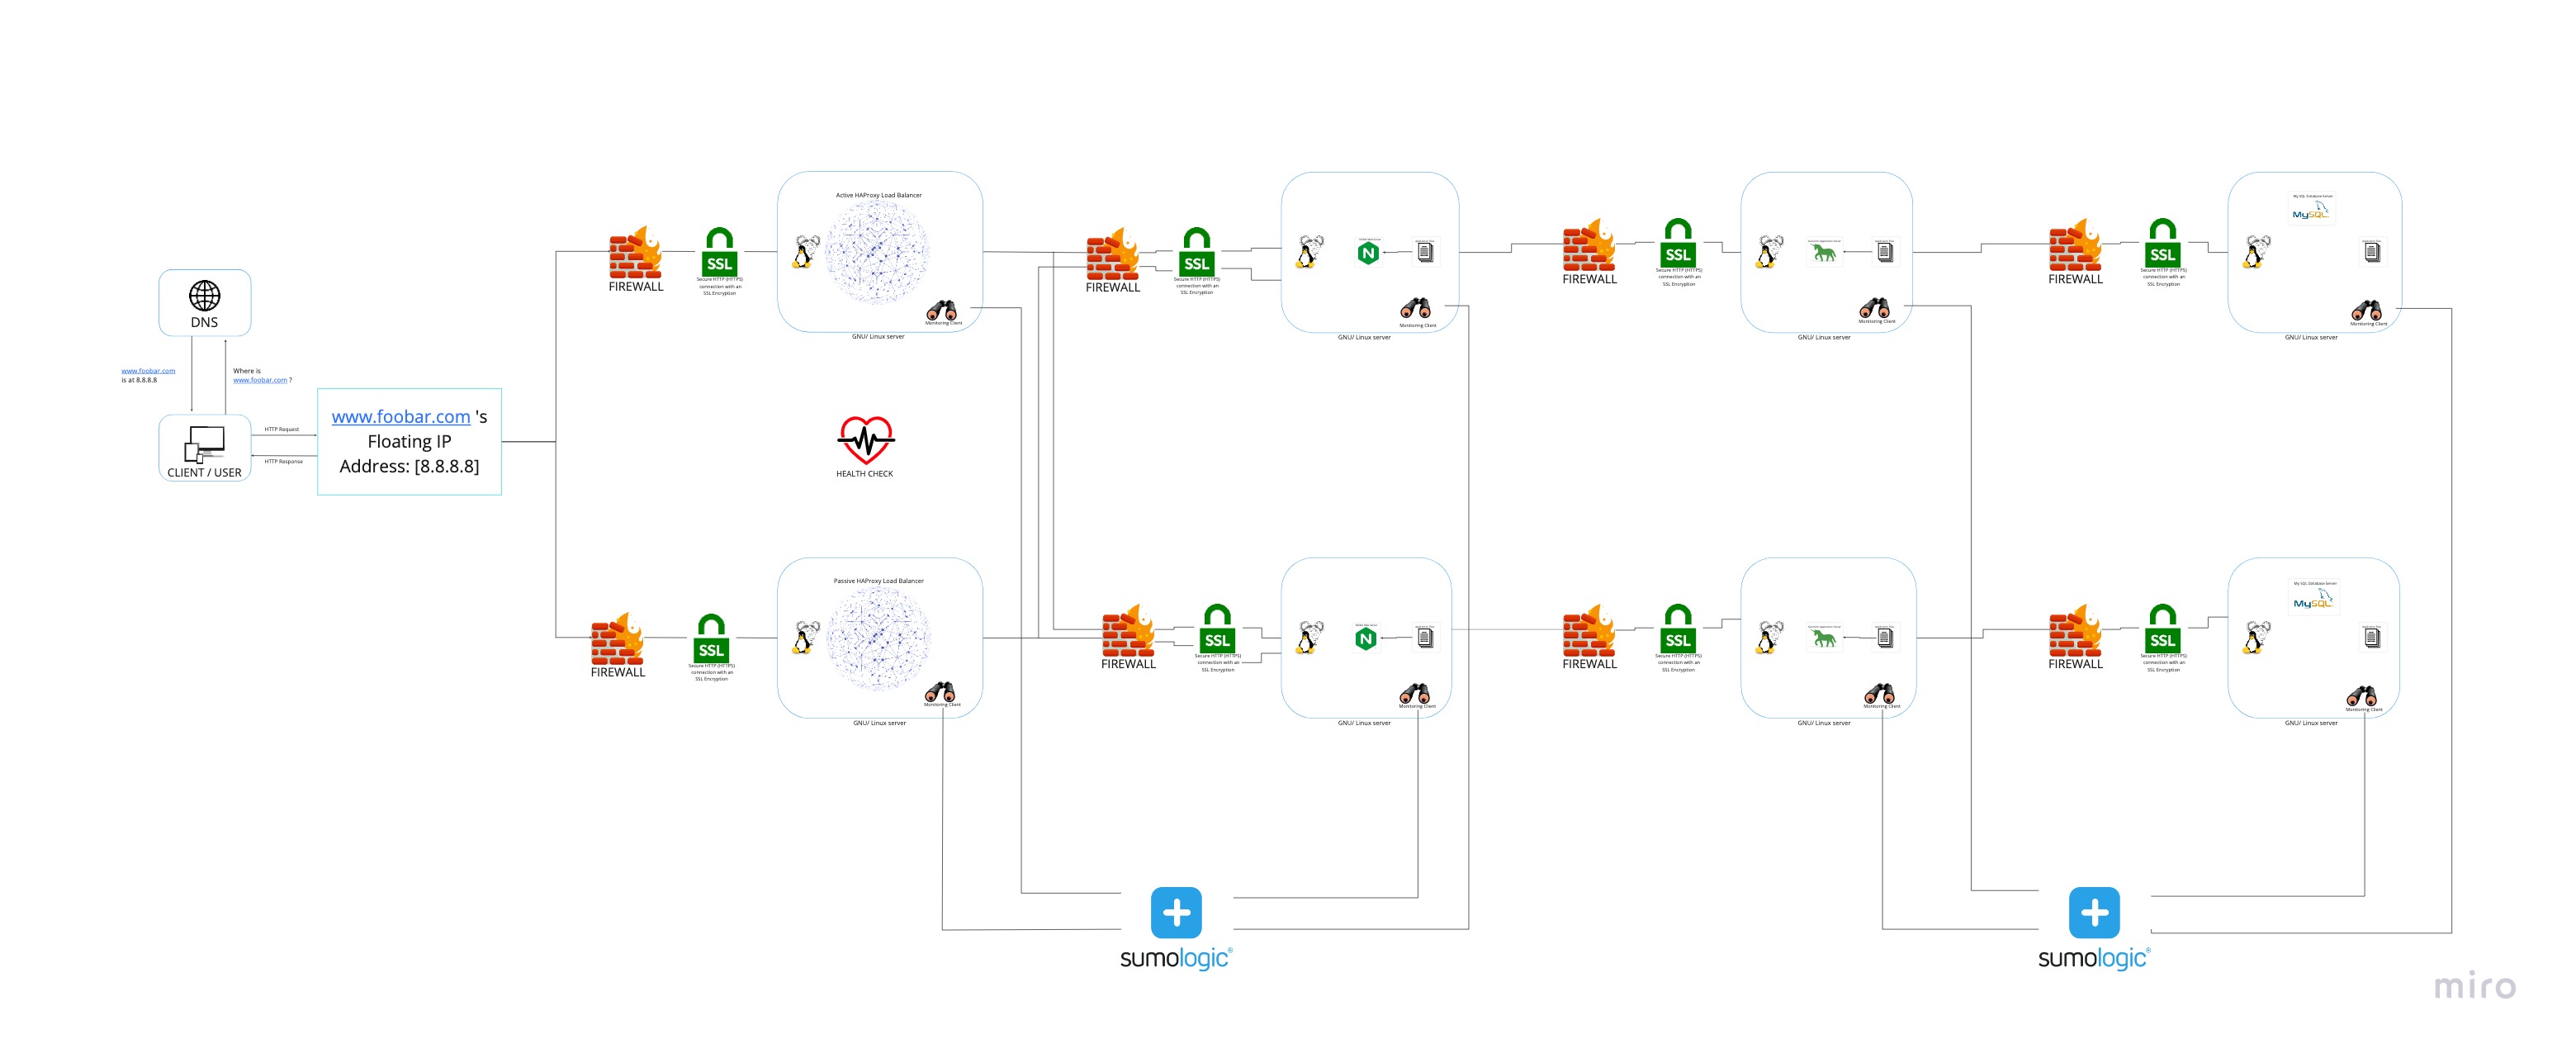 DNS
www.foobar.com
is at 8.8.8.8
Where is
www.foobar.com ?
CLIENT / USER
HTTP Request
HTTP Response
www.foobar.com 's
Floating IP
Address: [8.8.8.8]
FIREWALL
SSL
Secure HTTP (HTTPS)
connection with an
SSL Encryption
Active HAProxy Load Balancer
Monitoring Client
GNU/ Linux server
FIREWALL
SSL
Secure HTTP (HTTPS)
connection with an
SSL Encryption
N
Monitoring Client
GNU/ Linux server
FIREWALL
SSL
Secure HTTP (HTTPS)
connection with an
SSL Encryption
Monitoring Client
GNU/ Linux server
FIREWALL
SSL
Secure HTTP (HTTPS)
connection with an
SSL Encryption
My SQL Database Server
MySQL
Monitoring Client
GNU/ Linux server
HEALTH CHECK
FIREWALL
SSL
Secure HTTP (HTTPS)
connection with an
SSL Encryption
Passive HAProxy Load Balancer
Monitoring Client
GNU/ Linux server
FIREWALL
SSL
Secure HTTP (HTTPS)
connection with an
SSL Encryption
N
Monitoring Client
GNU/ Linux server
FIREWALL
SSL
Secure HTTP (HTTPS)
connection with an
SSL Encryption
Monitoring Client
GNU/ Linux server
FIREWALL
SSL
Secure HTTP (HTTPS)
connection with an
SSL Encryption
My SQL Database Server
MySQL
Monitoring Client
GNU/ Linux server
sumologic®
sumologic®
miro